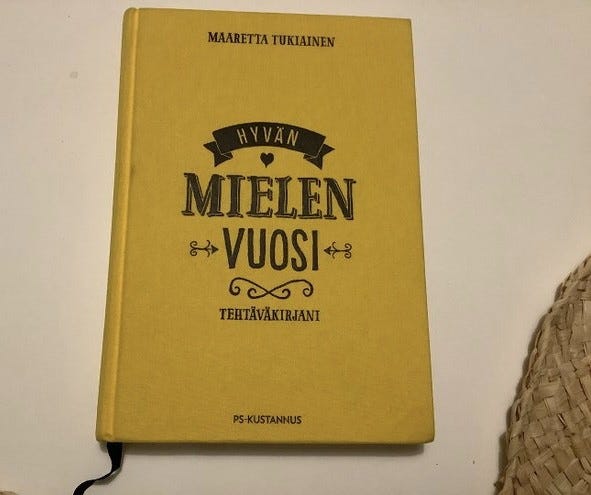 MAARETTA TUKIAINEN
HYVÄN
MIELEN
VUOSI
TEHTÄVÄKIRJANI
PS-KUSTANNUS